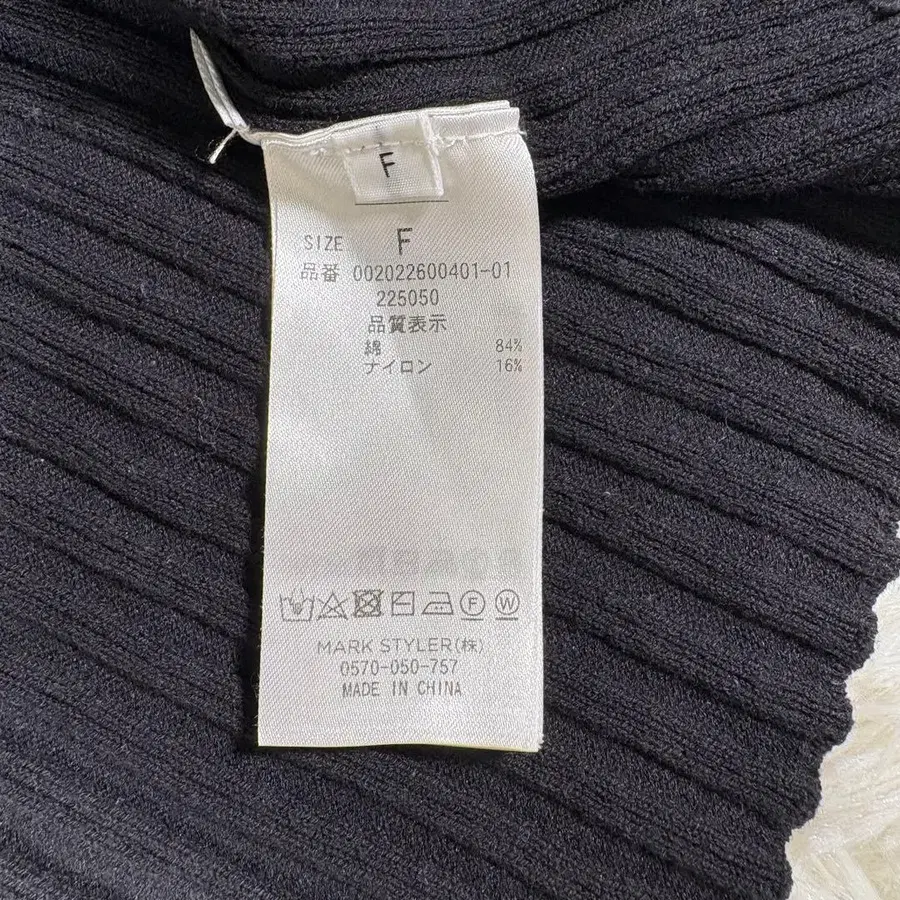 F
SIZE F
品番 002022600401-01
225050
品質表示
綿 84%
ナイロン 16%
F W
MARK STYLER(株)
0570-050-757
MADE IN CHINA